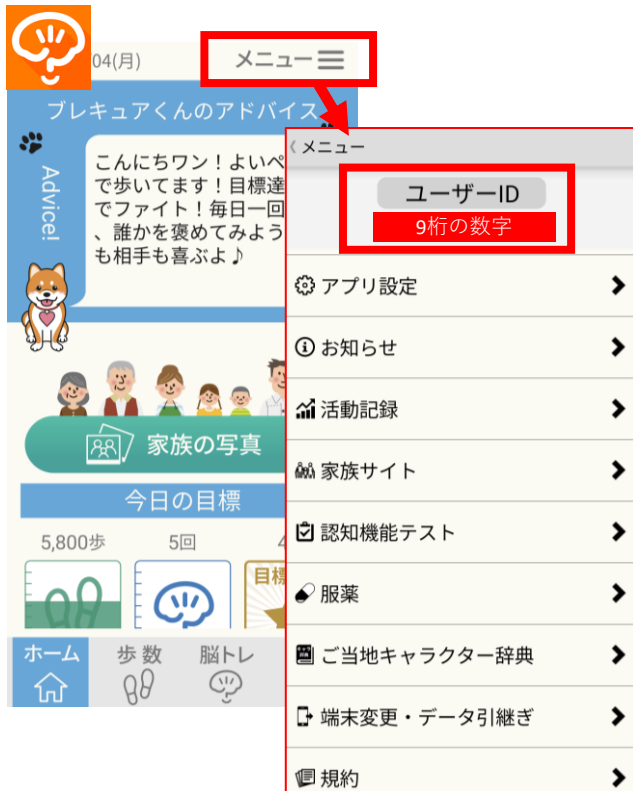 04(月)
メニュー
ブレキュアくんのアドバイス
Advice!
こんにちワン！よいペ
で歩いてます！目標達
でファイト！毎日一回
、誰かを褒めてみよう
も相手も喜ぶよ♪
家族の写真
今日の目標
5,800歩
5回
4
目標
ホーム
歩数
脳トレ
メニュー
ユーザーID
9桁の数字
アプリ設定
お知らせ
活動記録
家族サイト
認知機能テスト
服薬
ご当地キャラクター辞典
端末変更・データ引継ぎ
規約